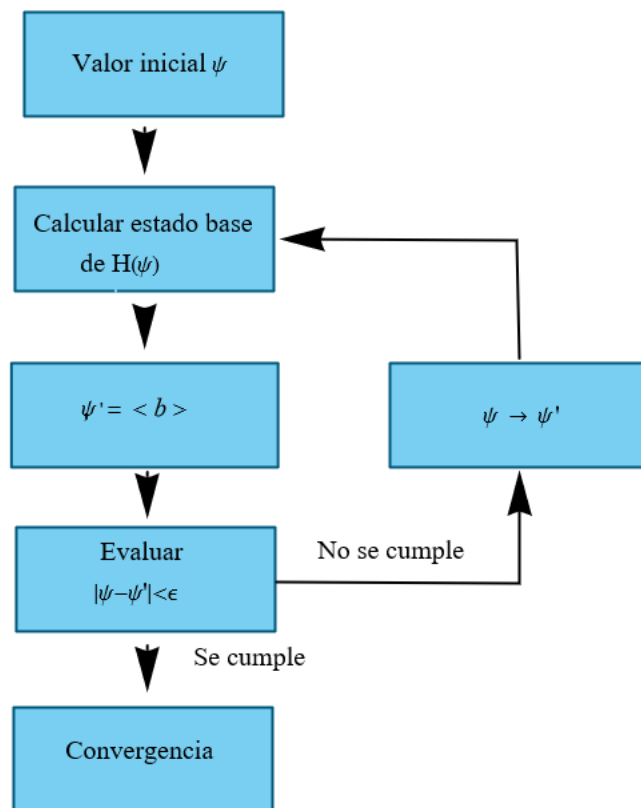 Valor inicial ψ
Calcular estado base
de H(ψ)
ψ' = < b >
ψ → ψ'
Evaluar
|ψ−ψ'|<ϵ
No se cumple
Se cumple
Convergencia